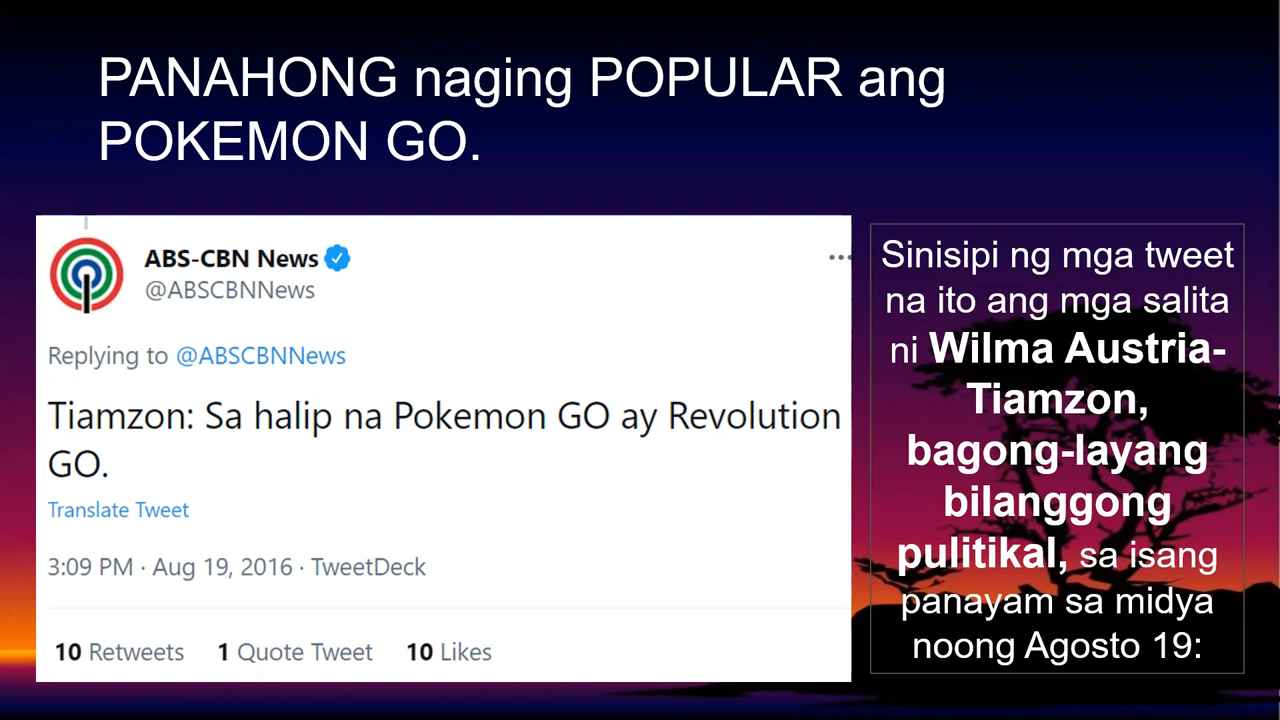 PANAHONG naging POPULAR ang
POKEMON GO.
ABS-CBN News
@ABSCBNNews
Replying to @ABSCBNNews
Tiamzon: Sa halip na Pokemon GO ay Revolution
GO.
Translate Tweet
3:09 PM · Aug 19, 2016 · TweetDeck
10 Retweets 1 Quote Tweet 10 Likes
Sinisipi ng mga tweet
na ito ang mga salita
ni Wilma Austria-
Tiamzon,
bagong-layang
bilanggong
pulitikal, sa isang
panayam sa midya
noong Agosto 19: